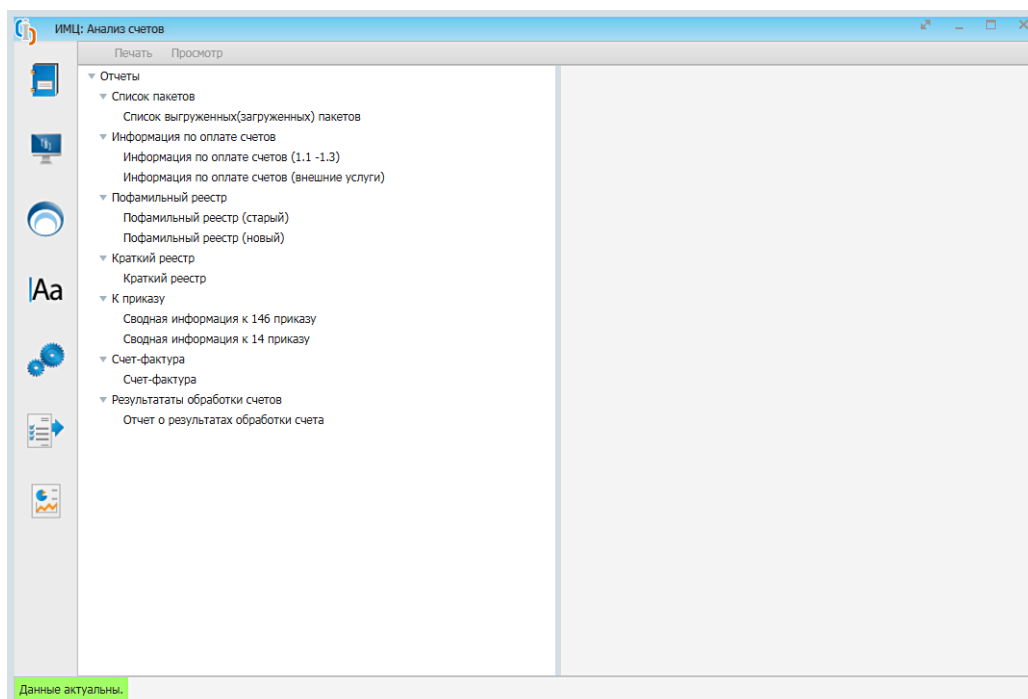 ИМЦ: Анализ счетов
Печать Просмотр
Отчеты
Список пакетов
Список выгруженных(загруженных) пакетов
Информация по оплате счетов
Информация по оплате счетов (1.1 -1.3)
Информация по оплате счетов (внешние услуги)
Пофамильный реестр
Пофамильный реестр (старый)
Пофамильный реестр (новый)
Краткий реестр
Краткий реестр
К приказу
Сводная информация к 146 приказу
Сводная информация к 14 приказу
Счет-фактура
Счет-фактура
Результататы обработки счетов
Отчет о результатах обработки счета
Aa
Данные актуальны.